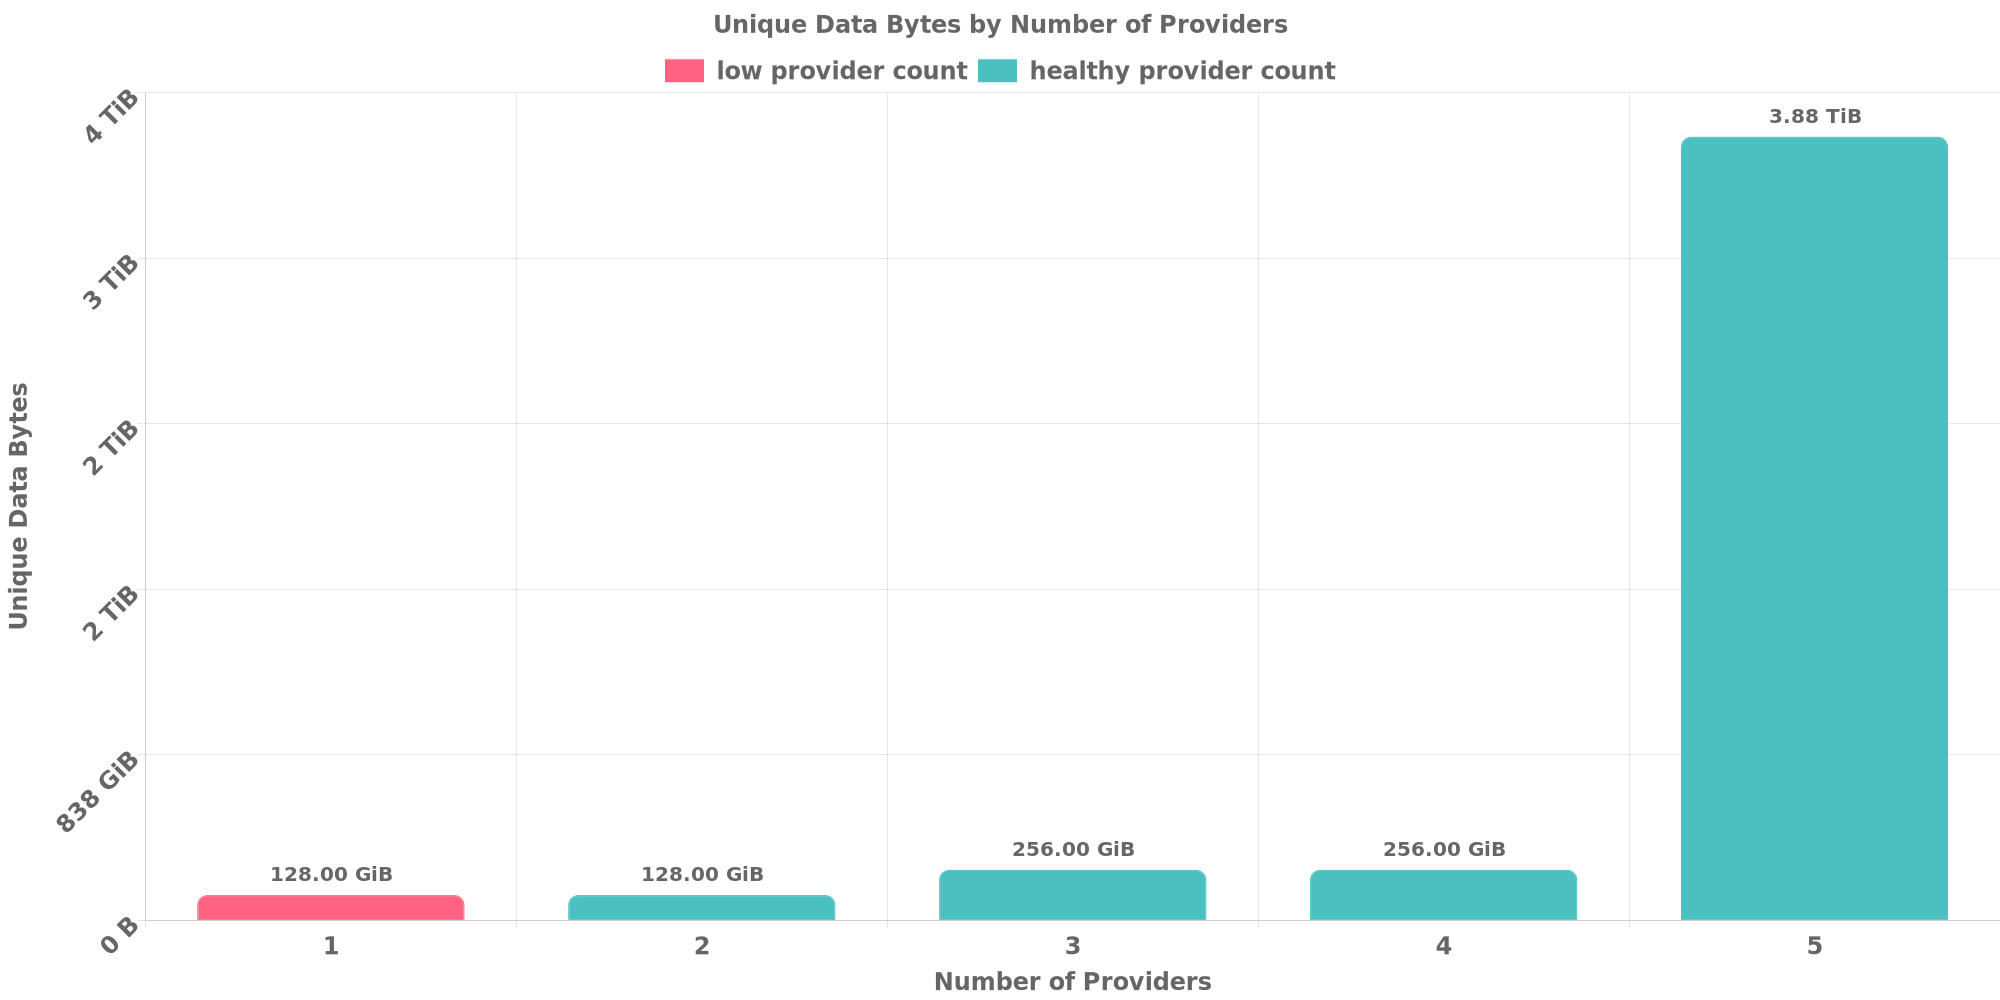 Unique Data Bytes by Number of Providers
low provider count healthy provider count
4 TiB
3 TiB
2 TiB
2 TiB
838 GiB
0 B
Unique Data Bytes
128.00 GiB
128.00 GiB
256.00 GiB
256.00 GiB
3.88 TiB
1 2 3 4 5
Number of Providers